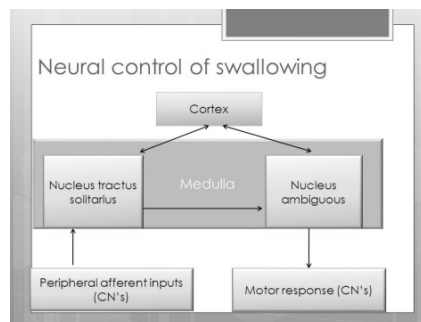 Neural control of swallowing
Cortex
Nucleus tractus
solitarius
Medulla
Nucleus
ambiguous
Peripheral afferent inputs
(CN's)
Motor response (CN's)